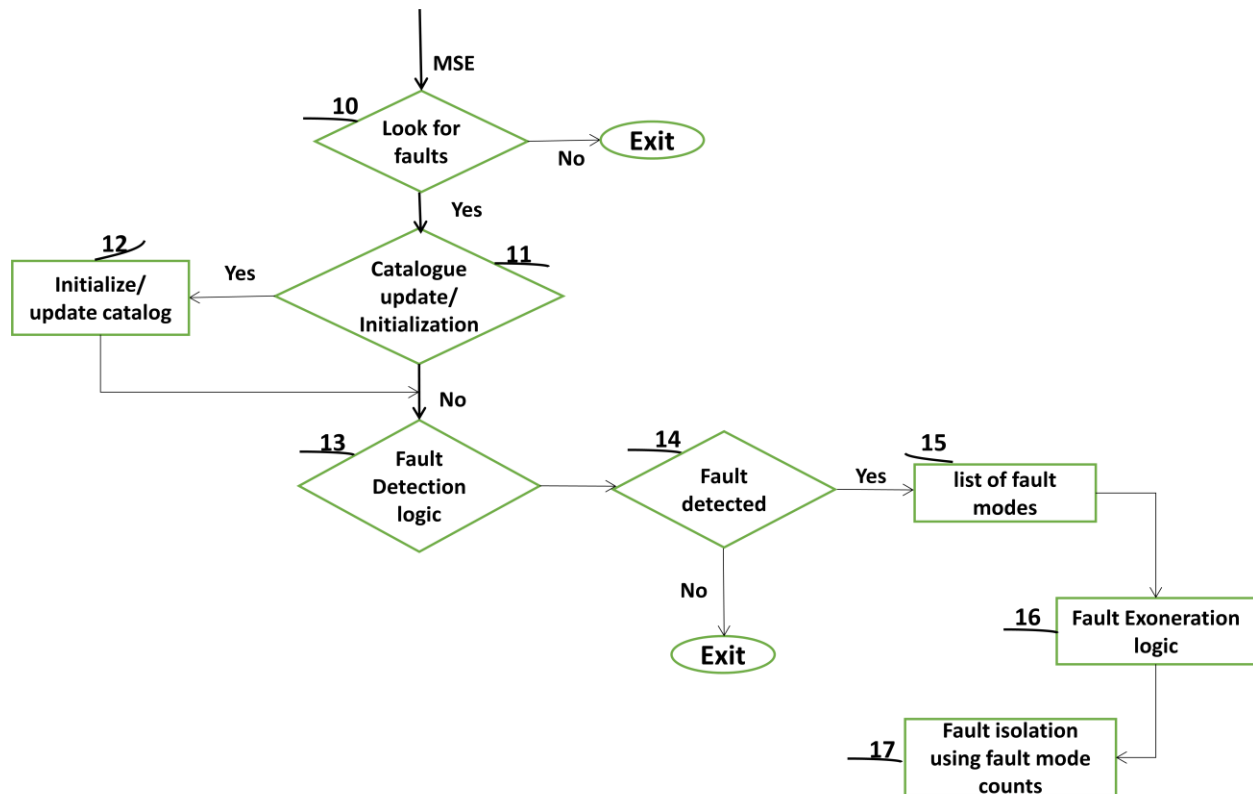 MSE
10
Look for
faults
No
Exit
Yes
12
11
Initialize/
update catalog
Yes
Catalogue
update/
Initialization
No
13
Fault
Detection
logic
14
Fault
detected
Yes
15
list of fault
modes
No
Exit
16
Fault Exoneration
logic
17
Fault isolation
using fault mode
counts